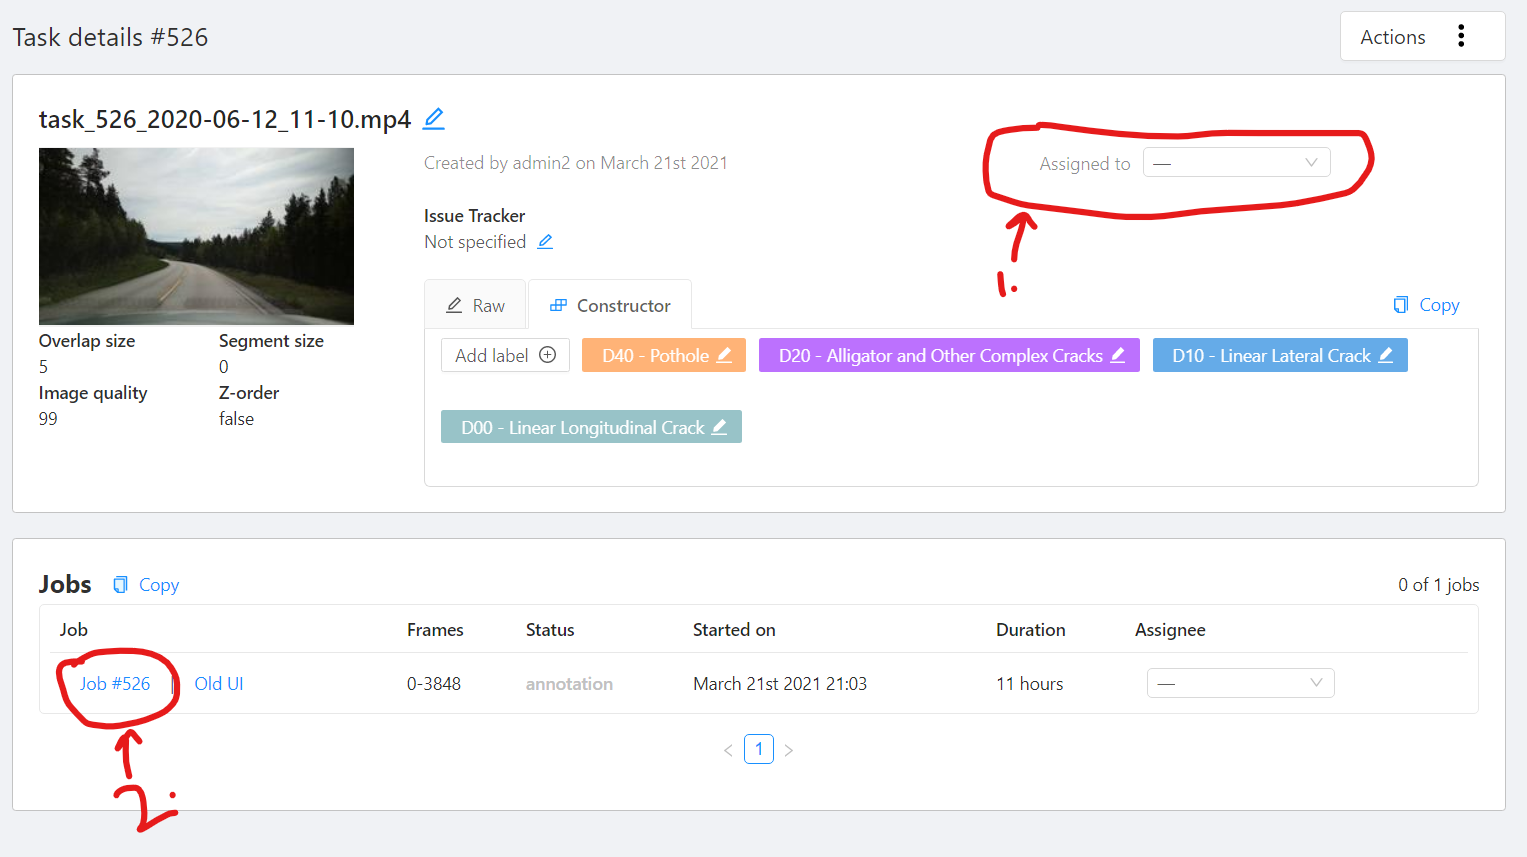 Task details #526
Actions
task_526_2020-06-12_11-10.mp4
Created by admin2 on March 21st 2021
Assigned to —
1.
Issue Tracker
Not specified
Raw Constructor Copy
Add label D40 - Pothole D20 - Alligator and Other Complex Cracks D10 - Linear Lateral Crack
D00 - Linear Longitudinal Crack
Overlap size Segment size
5 0
Image quality Z-order
99 false
Jobs Copy 0 of 1 jobs
Job Frames Status Started on Duration Assignee
Job #526 | Old UI 0-3848 annotation March 21st 2021 21:03 11 hours —
< 1 >
2.